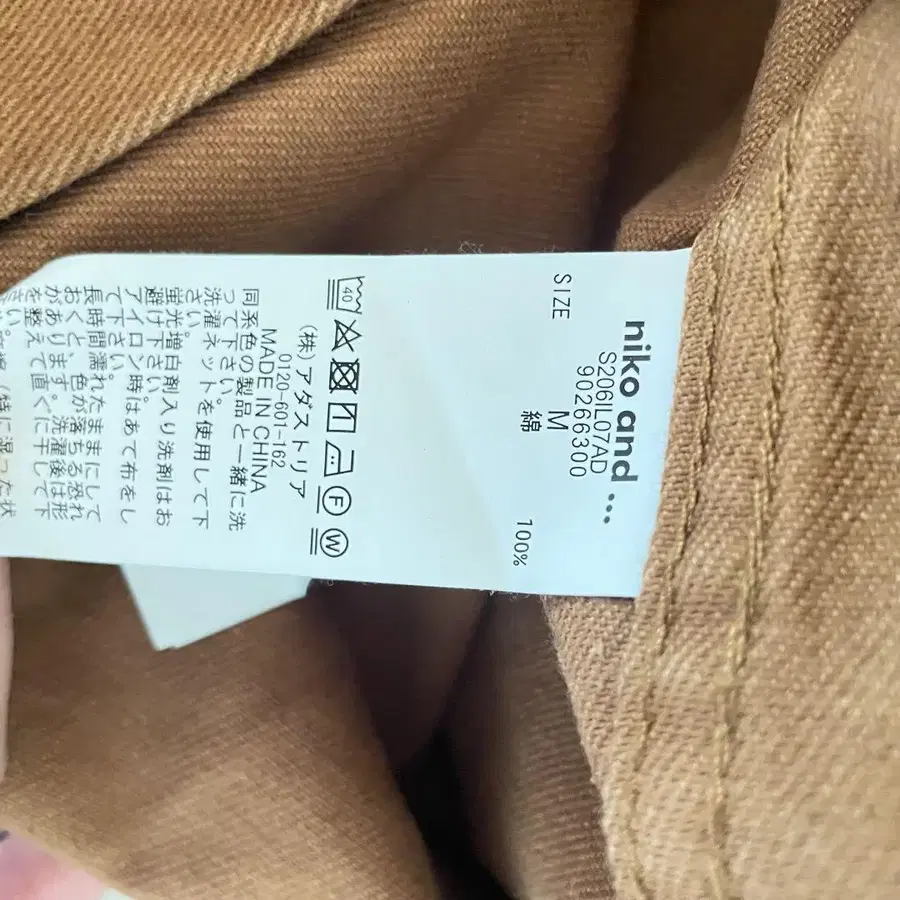 niko and ...
S206IL07AD
90266300
SIZE M
綿 100%
40
F
W
(株)アダストリア
0120-601-162
MADE IN CHINA
同系色の製品と一緒に洗
って下さい。
洗濯ネットを使用して下
さい。
蛍光増白剤入り洗剤はお
避け下さい。
アイロン時はあて布をし
て下さい。
長時間濡れたままにして
おくと、色が落ちる恐れ
があります。洗濯後は形
を整えて直ぐに干して下